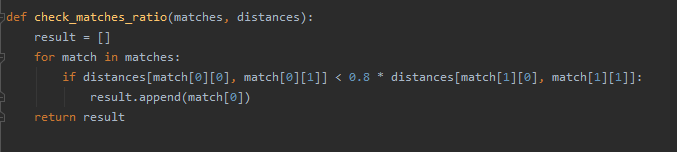 def check_matches_ratio(matches, distances):
    result = []
    for match in matches:
        if distances[match[0][0], match[0][1]] < 0.8 * distances[match[1][0], match[1][1]]:
            result.append(match[0])
    return result